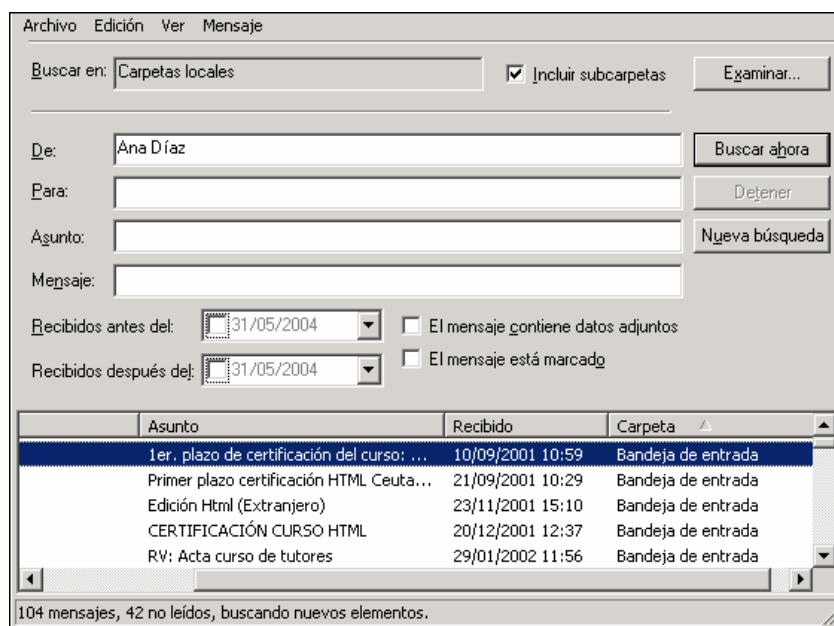 Archivo Edición Ver Mensaje
Buscar en: Carpetas locales Incluir subcarpetas Examinar...
De: Ana Díaz Buscar ahora
Para: Detener
Asunto: Nueva búsqueda
Mensaje:
Recibidos antes del: 31/05/2004 El mensaje contiene datos adjuntos
Recibidos después del: 31/05/2004 El mensaje está marcado
Asunto Recibido Carpeta
1er. plazo de certificación del curso: ... 10/09/2001 10:59 Bandeja de entrada
Primer plazo certificación HTML Ceuta... 21/09/2001 10:29 Bandeja de entrada
Edición Html (Extranjero) 23/11/2001 15:10 Bandeja de entrada
CERTIFICACIÓN CURSO HTML 20/12/2001 12:37 Bandeja de entrada
RV: Acta curso de tutores 29/01/2002 11:56 Bandeja de entrada
104 mensajes, 42 no leídos, buscando nuevos elementos.